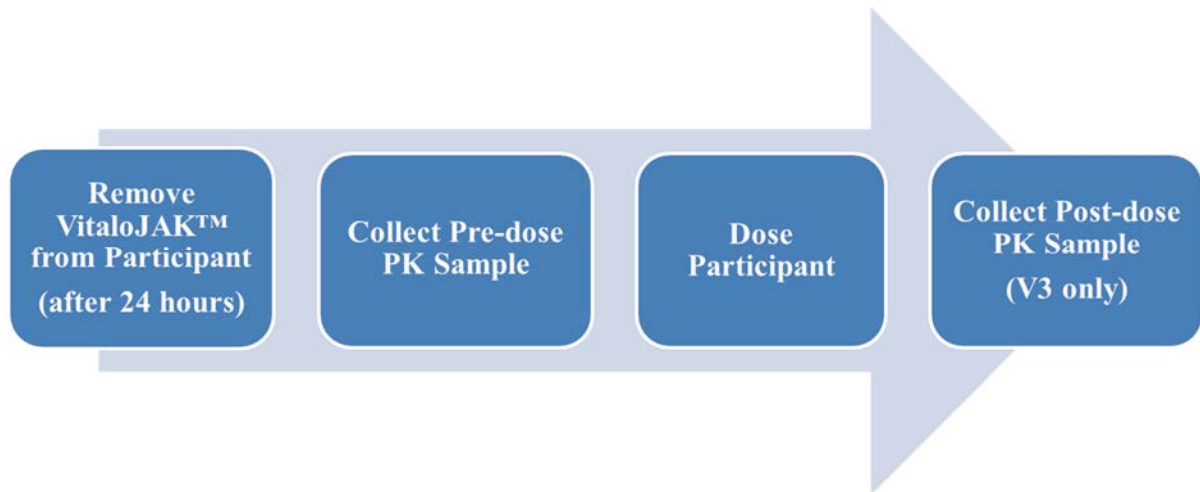 Remove
VitaloJAK™
from Participant
(after 24 hours)
Collect Pre-dose
PK Sample
Dose
Participant
Collect Post-dose
PK Sample
(V3 only)